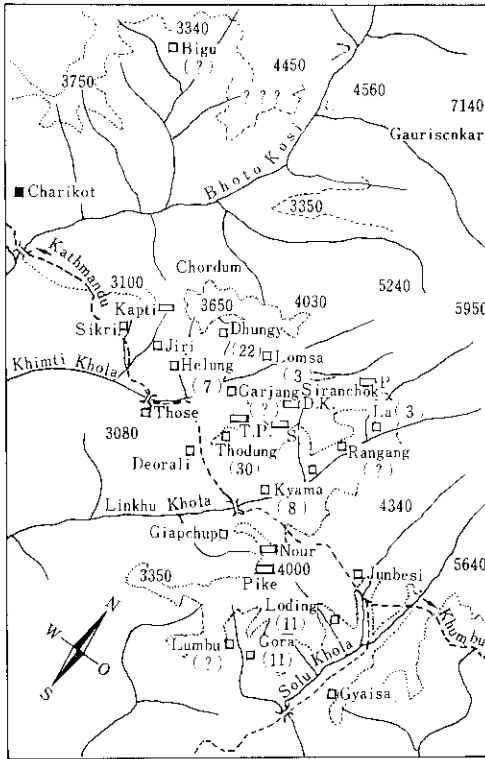 3340
Bigu
(?)
4450
3750
? ? ?
4560
7140
Gaurisenkar
Bhoto Kosi
Charikot
3350
Kathmandu
Chordum
5240
3100
3650
4030
5950
Kapti
Sikri
Dhungy
(22)
Jiri
Lomsa
(3)
Khimti Khola
Helung
(7)
P.
Garjang
(?)
Siranchok
D.K.
La (3
Those
T.P.
S.
3080
Thodung
(30)
Rangang
(?)
Deorali
Kyama
(8)
4340
Linkhu Khola
Giapchup
Nour
3350
Pike
4000
Junbesi
5640
Loding
(11)
Khumbu
Lumbu
(?)
Gora
(11)
Solu Khola
Gyaisa
N
W
O
S